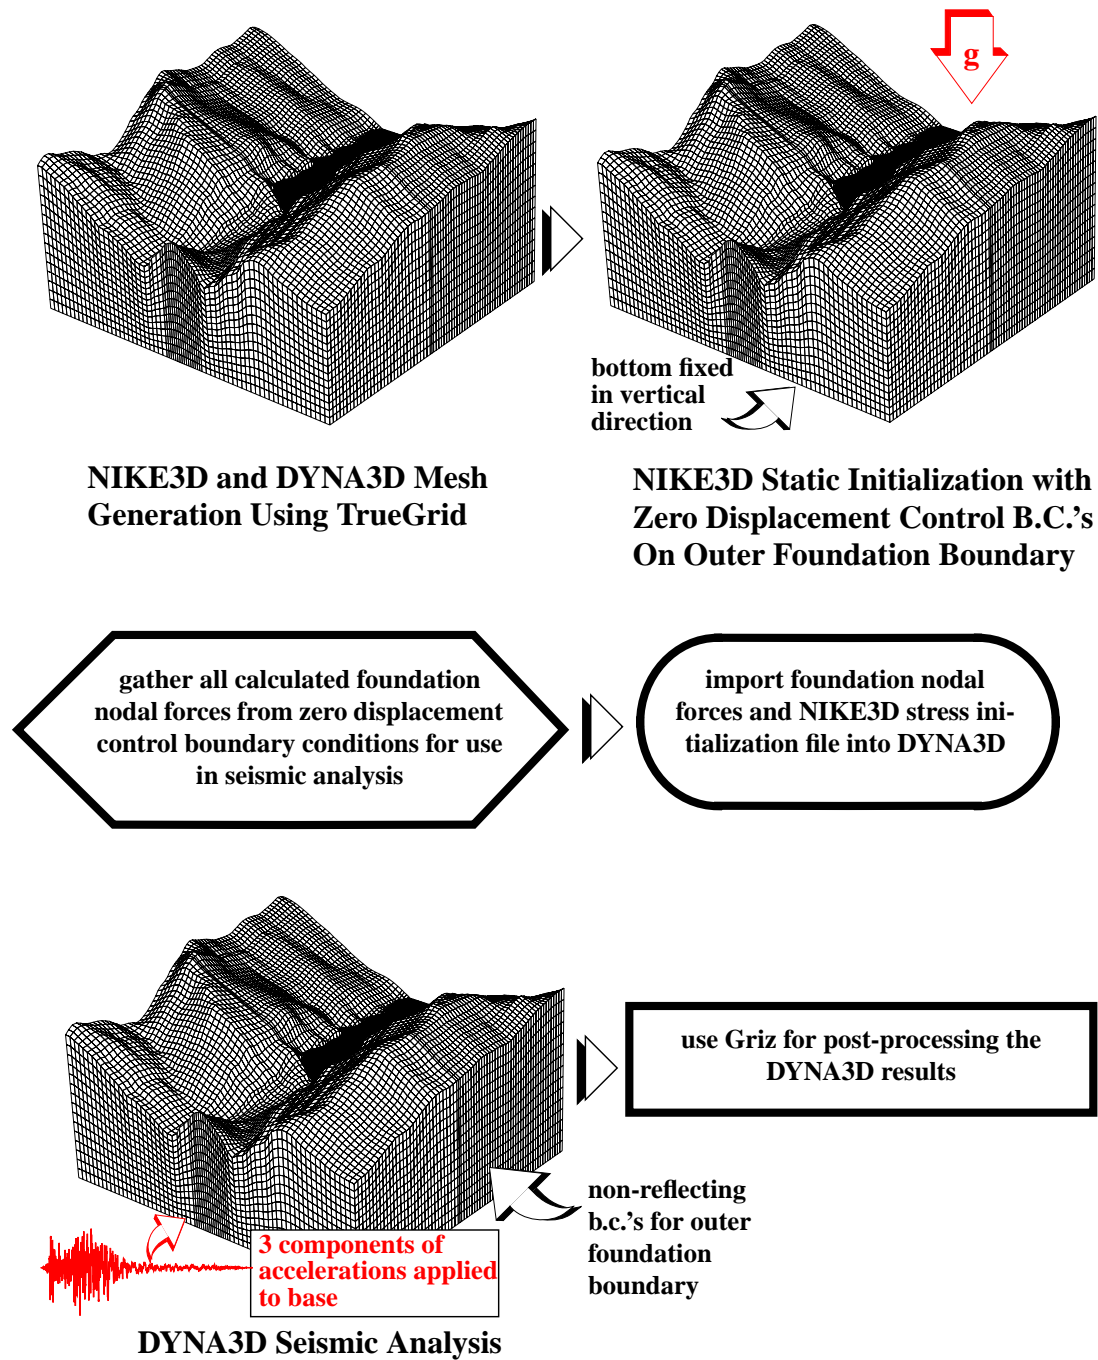 g
bottom fixed
in vertical
direction
NIKE3D and DYNA3D Mesh
Generation Using TrueGrid
NIKE3D Static Initialization with
Zero Displacement Control B.C.'s
On Outer Foundation Boundary
gather all calculated foundation
nodal forces from zero displacement
control boundary conditions for use
in seismic analysis
import foundation nodal
forces and NIKE3D stress ini-
tialization file into DYNA3D
use Griz for post-processing the
DYNA3D results
non-reflecting
b.c.'s for outer
foundation
boundary
3 components of
accelerations applied
to base
DYNA3D Seismic Analysis